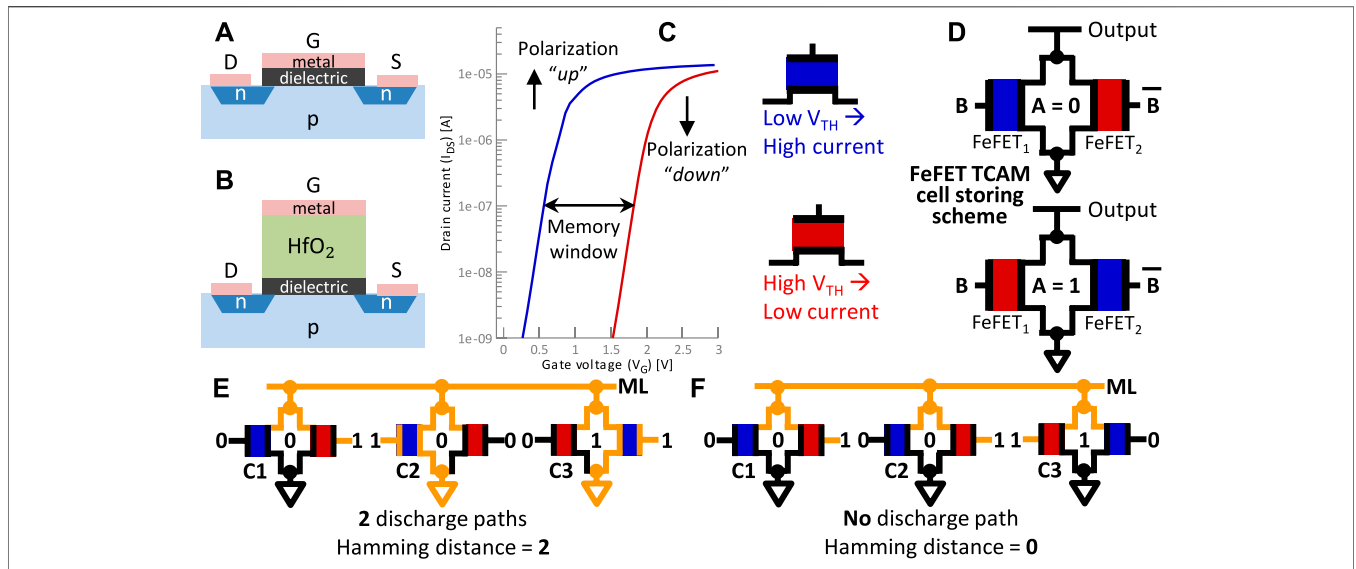 A
G
metal
D
dielectric
S
n
n
p
B
G
metal
HfO2
D
dielectric
S
n
n
p
C
Drain current (IDS) [A]
1e-05
1e-06
1e-07
1e-08
1e-09
0
0.5
1
1.5
2
2.5
3
Gate voltage (VG) [V]
Polarization
“up”
Polarization
“down”
Memory
window
Low VTH →
High current
High VTH →
Low current
D
Output
B
A = 0
B̅
FeFET1
FeFET2
FeFET TCAM
cell storing
scheme
Output
B
A = 1
B̅
FeFET1
FeFET2
E
ML
0
0
1
1
0
0
0
1
1
C1
C2
C3
2 discharge paths
Hamming distance = 2
F
ML
0
0
1
0
0
1
1
1
0
C1
C2
C3
No discharge path
Hamming distance = 0